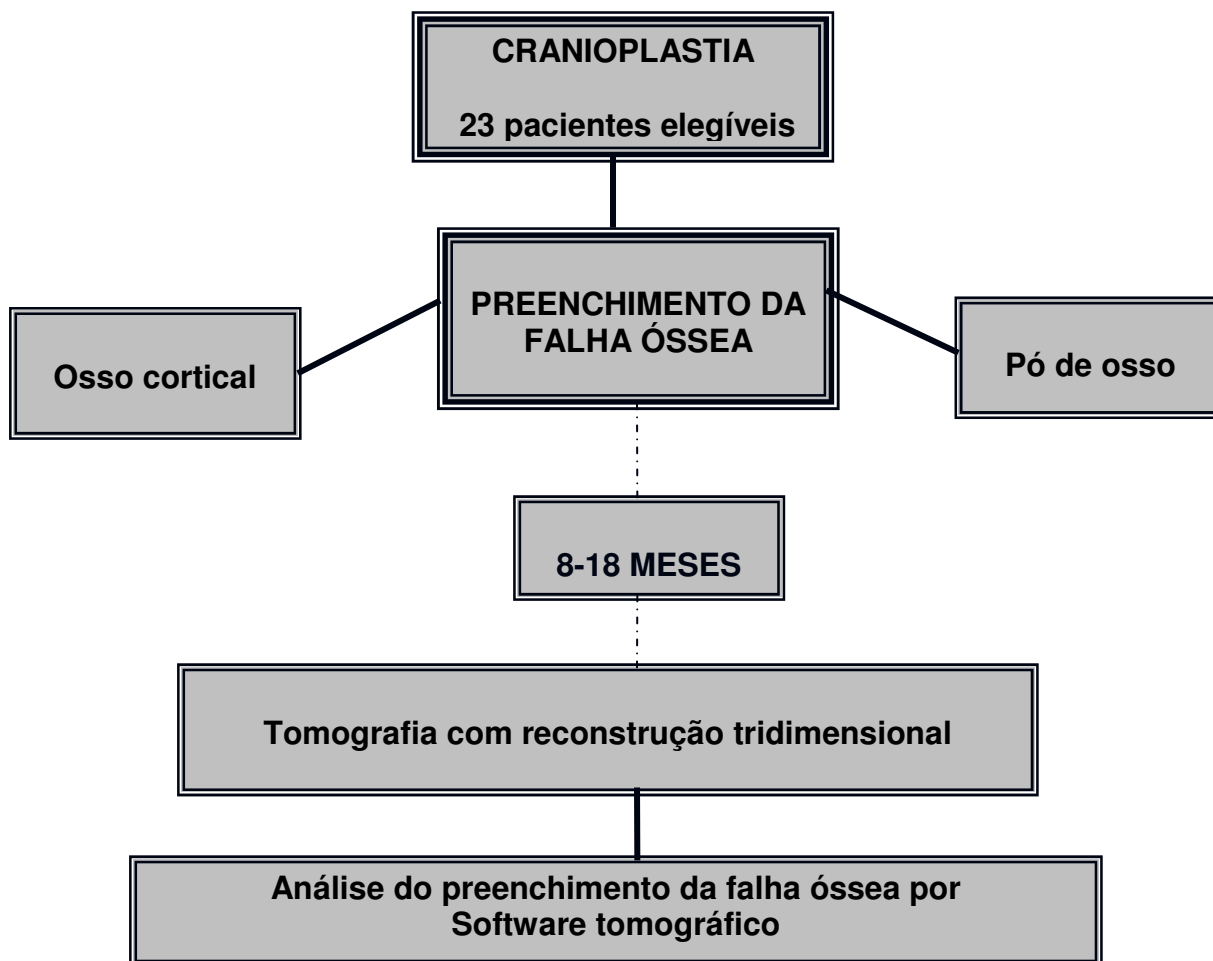 CRANIOPLASTIA
23 pacientes elegíveis
PREENCHIMENTO DA
FALHA ÓSSEA
Osso cortical
Pó de osso
8-18 MESES
Tomografia com reconstrução tridimensional
Análise do preenchimento da falha óssea por
Software tomográfico